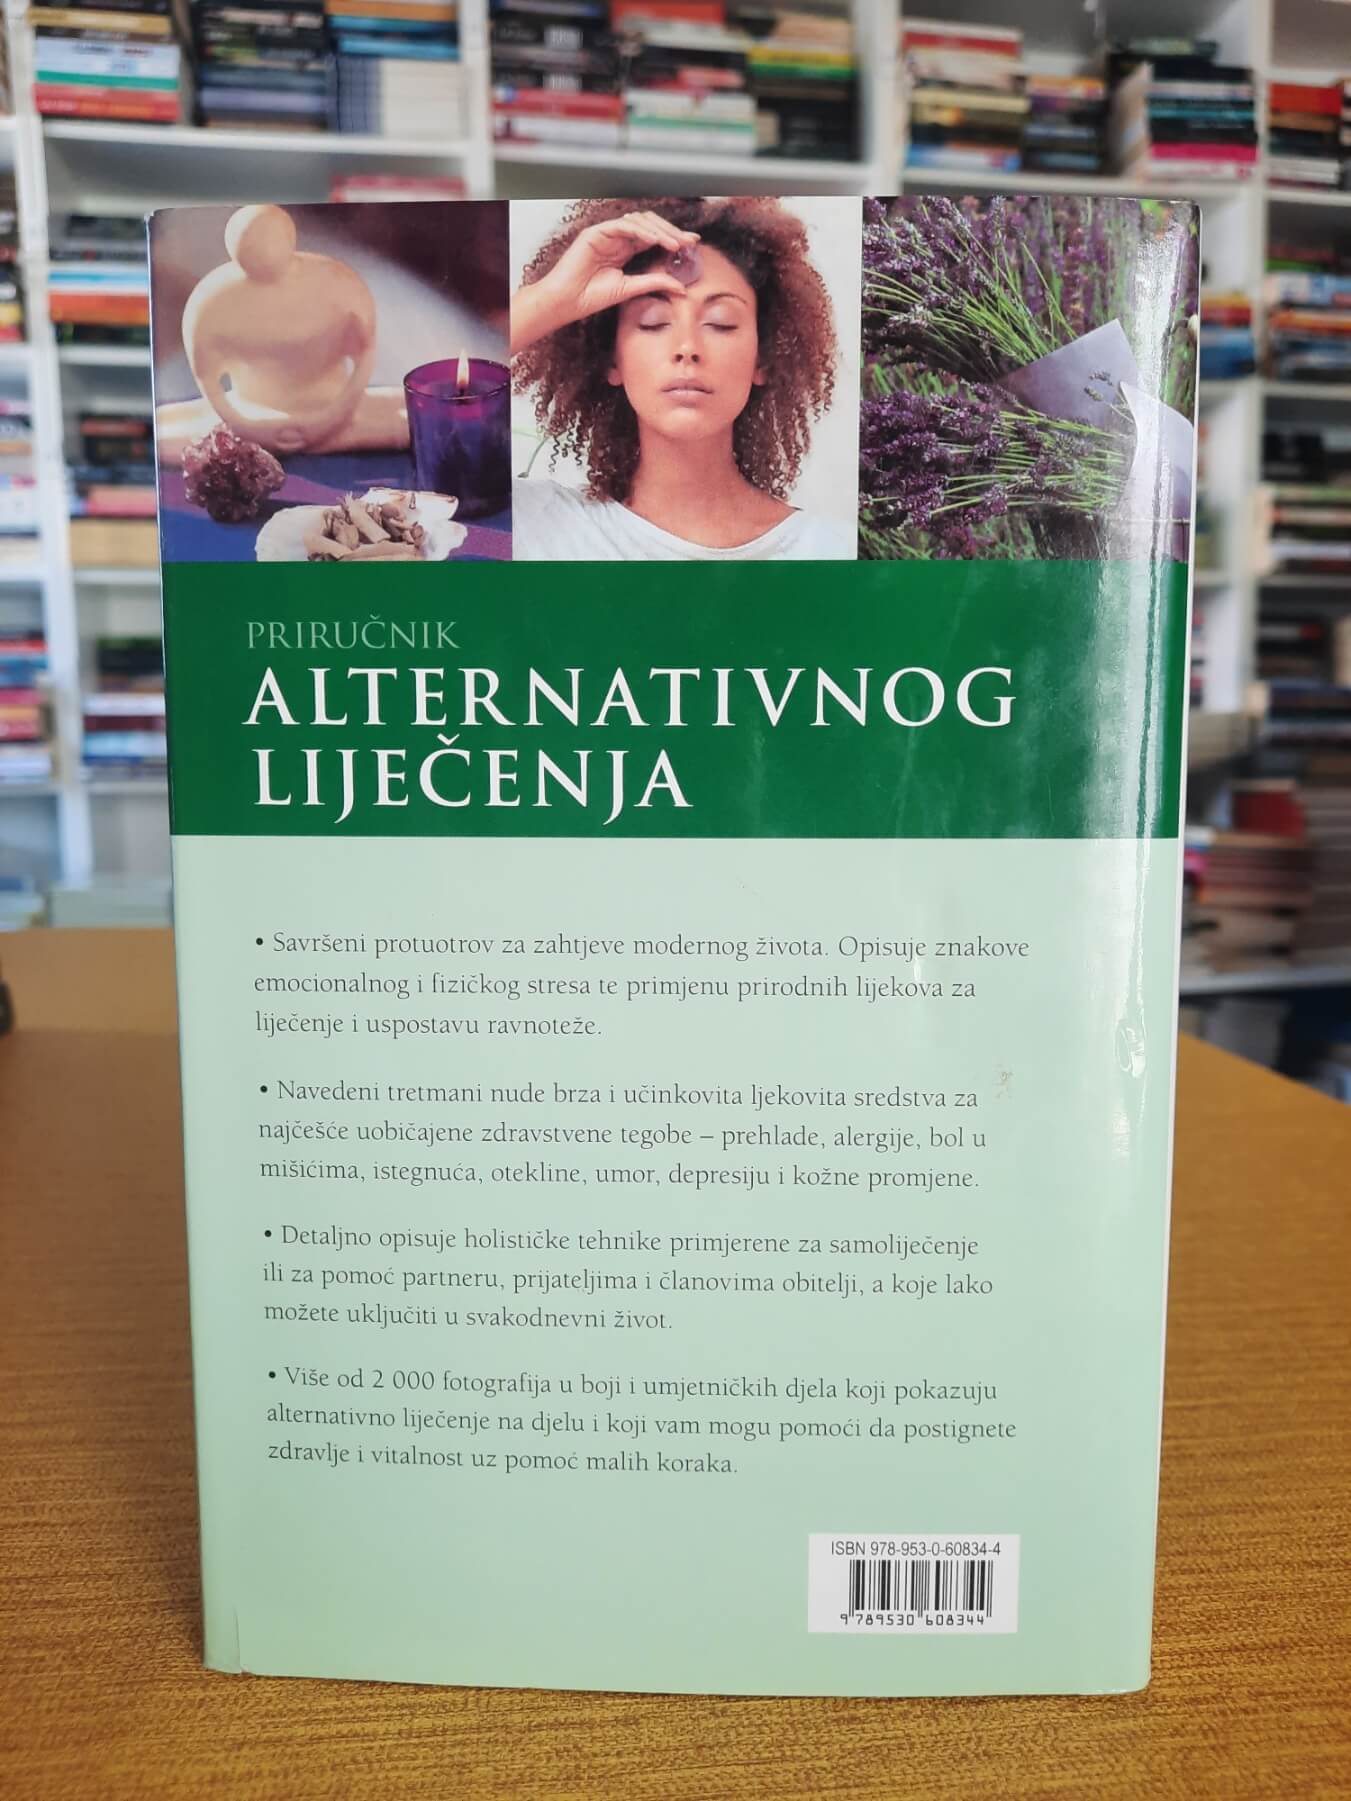 PRIRUČNIK
ALTERNATIVNOG
LIJEČENJA
• Savršeni protuotrov za zahtjeve modernog života. Opisuje znakove
emocionalnog i fizičkog stresa te primjenu prirodnih lijekova za
liječenje i uspostavu ravnoteže.
• Navedeni tretmani nude brza i učinkovita ljekovita sredstva za
najčešće uobičajene zdravstvene tegobe – prehlade, alergije, bol u
mišićima, istegnuća, otekline, umor, depresiju i kožne promjene.
• Detaljno opisuje holističke tehnike primjerene za samoliječenje
ili za pomoć partneru, prijateljima i članovima obitelji, a koje lako
možete uključiti u svakodnevni život.
• Više od 2 000 fotografija u boji i umjetničkih djela koji pokazuju
alternativno liječenje na djelu i koji vam mogu pomoći da postignete
zdravlje i vitalnost uz pomoć malih koraka.
ISBN 978-953-0-60834-4
9 789530 608344